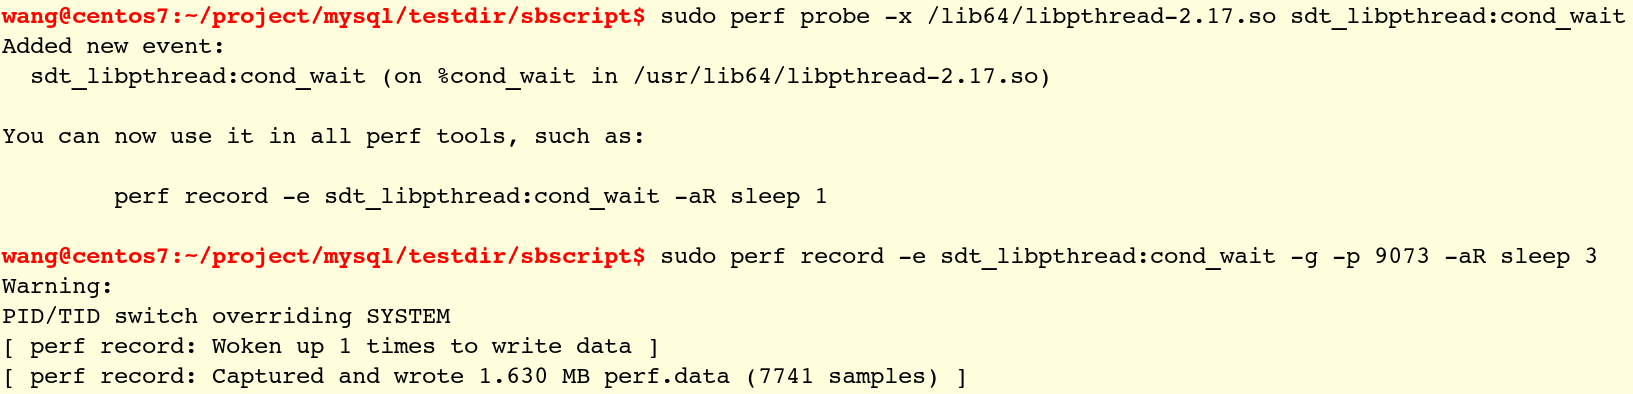 wang@centos7:~/project/mysql/testdir/sbscript$ sudo perf probe -x /lib64/libpthread-2.17.so sdt_libpthread:cond_wait
Added new event:
  sdt_libpthread:cond_wait (on %cond_wait in /usr/lib64/libpthread-2.17.so)

You can now use it in all perf tools, such as:

        perf record -e sdt_libpthread:cond_wait -aR sleep 1

wang@centos7:~/project/mysql/testdir/sbscript$ sudo perf record -e sdt_libpthread:cond_wait -g -p 9073 -aR sleep 3
Warning:
PID/TID switch overriding SYSTEM
[ perf record: Woken up 1 times to write data ]
[ perf record: Captured and wrote 1.630 MB perf.data (7741 samples) ]